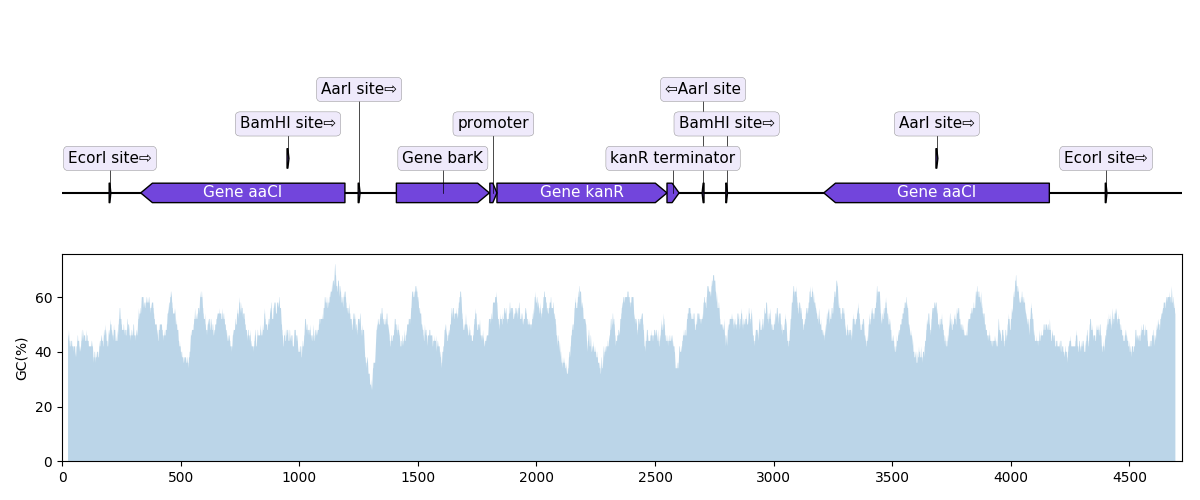 AarI site⇨
⇦AarI site
BamHI site⇨
promoter
BamHI site⇨
AarI site⇨
EcorI site⇨
Gene barK
kanR terminator
EcorI site⇨
Gene aaCI
Gene kanR
Gene aaCI
60
40
20
0
GC(%)
0
500
1000
1500
2000
2500
3000
3500
4000
4500